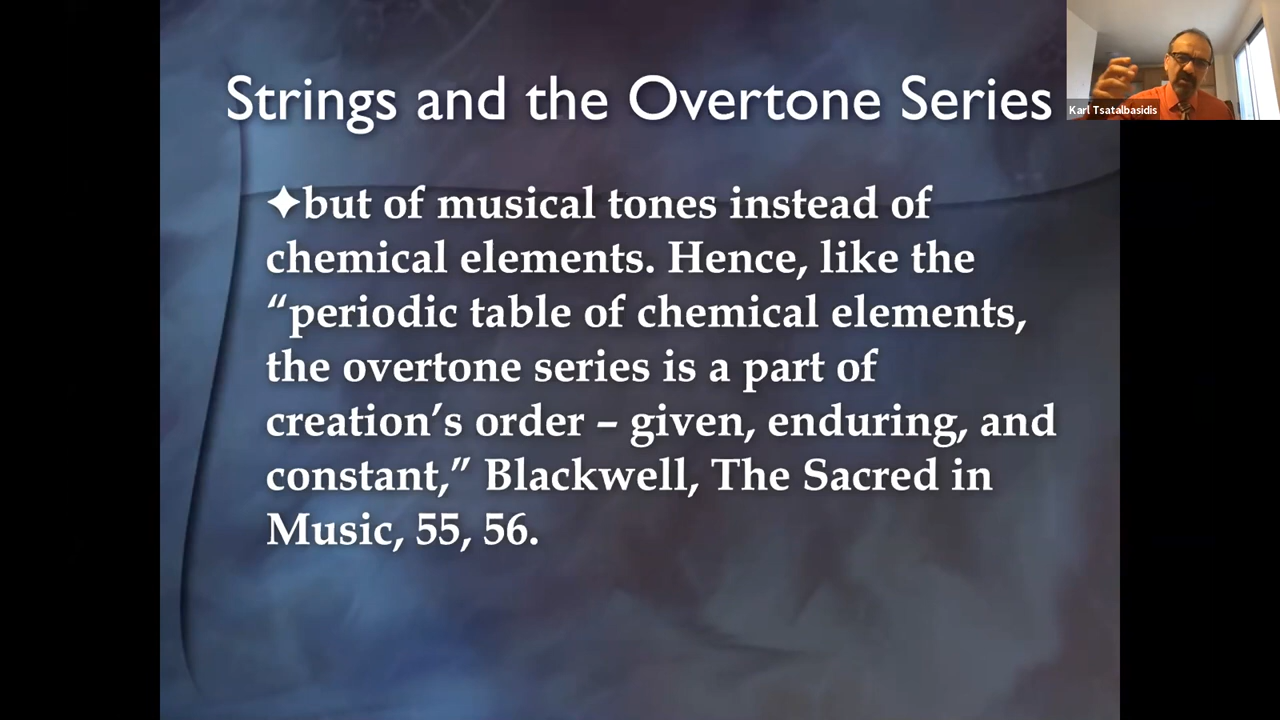 Strings and the Overtone Series
Karl Tsatalbasidis
✦but of musical tones instead of
chemical elements. Hence, like the
“periodic table of chemical elements,
the overtone series is a part of
creation’s order – given, enduring, and
constant,” Blackwell, The Sacred in
Music, 55, 56.